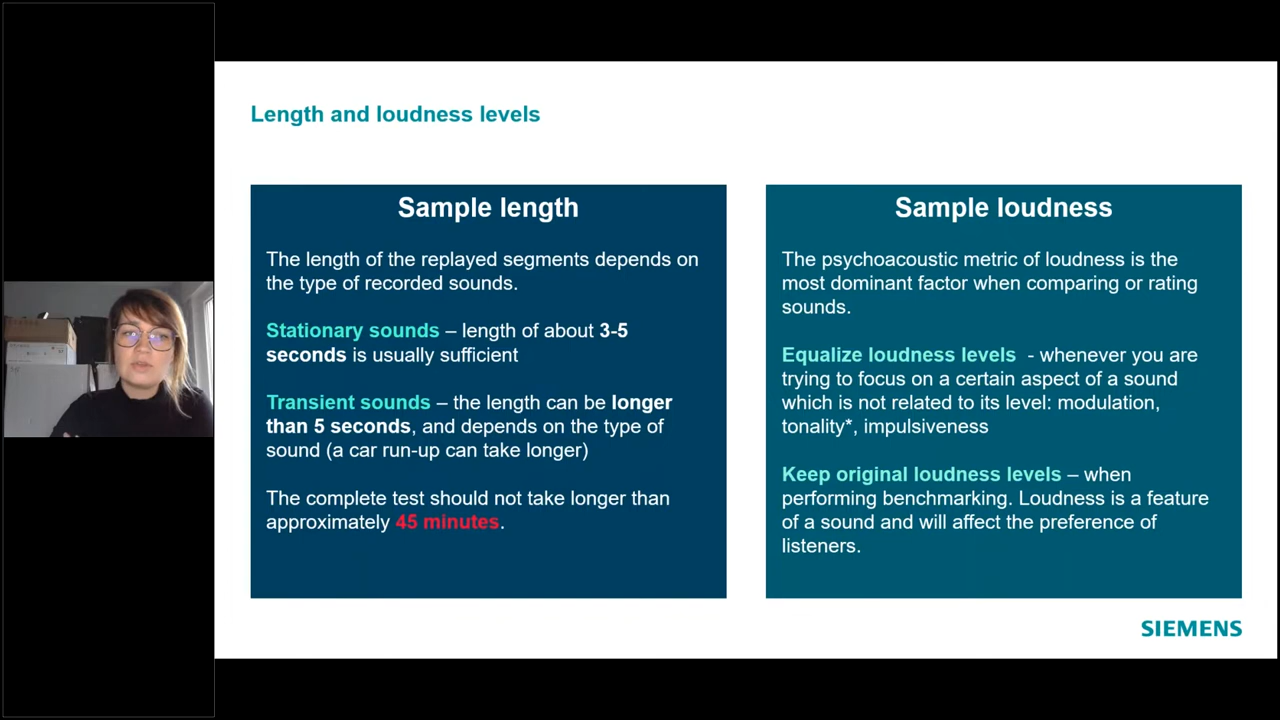 Length and loudness levels
Sample length
The length of the replayed segments depends on
the type of recorded sounds.
Stationary sounds – length of about 3-5
seconds is usually sufficient
Transient sounds – the length can be longer
than 5 seconds, and depends on the type of
sound (a car run-up can take longer)
The complete test should not take longer than
approximately 45 minutes.
Sample loudness
The psychoacoustic metric of loudness is the
most dominant factor when comparing or rating
sounds.
Equalize loudness levels - whenever you are
trying to focus on a certain aspect of a sound
which is not related to its level: modulation,
tonality*, impulsiveness
Keep original loudness levels – when
performing benchmarking. Loudness is a feature
of a sound and will affect the preference of
listeners.
SIEMENS